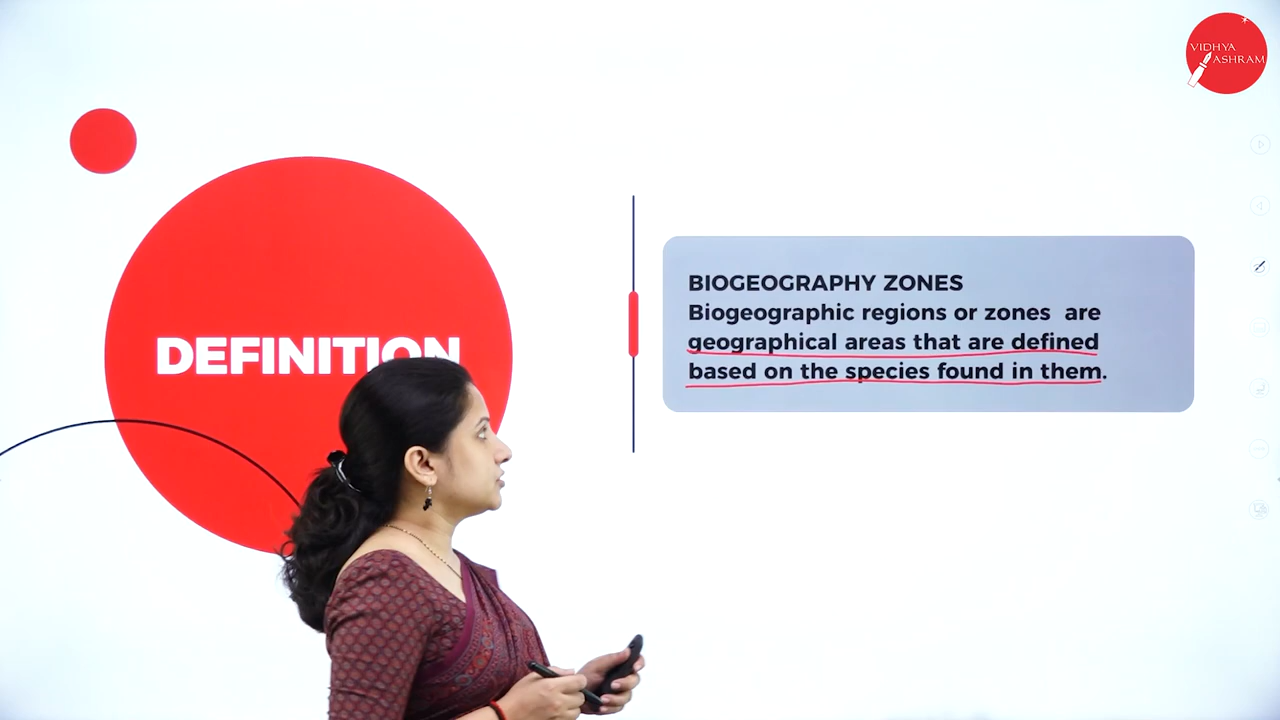 VIDHYA
ASHRAM
DEFINITION
BIOGEOGRAPHY ZONES
Biogeographic regions or zones are
geographical areas that are defined
based on the species found in them.